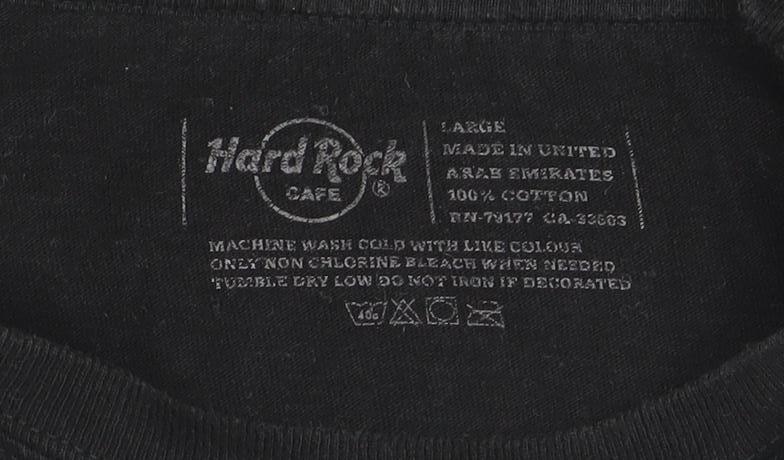 Hard Rock
CAFE
®
LARGE
MADE IN UNITED
ARAB EMIRATES
100% COTTON
RN-79177 CA-33603
MACHINE WASH COLD WITH LIKE COLOUR
ONLY NON CHLORINE BLEACH WHEN NEEDED
TUMBLE DRY LOW DO NOT IRON IF DECORATED
40c